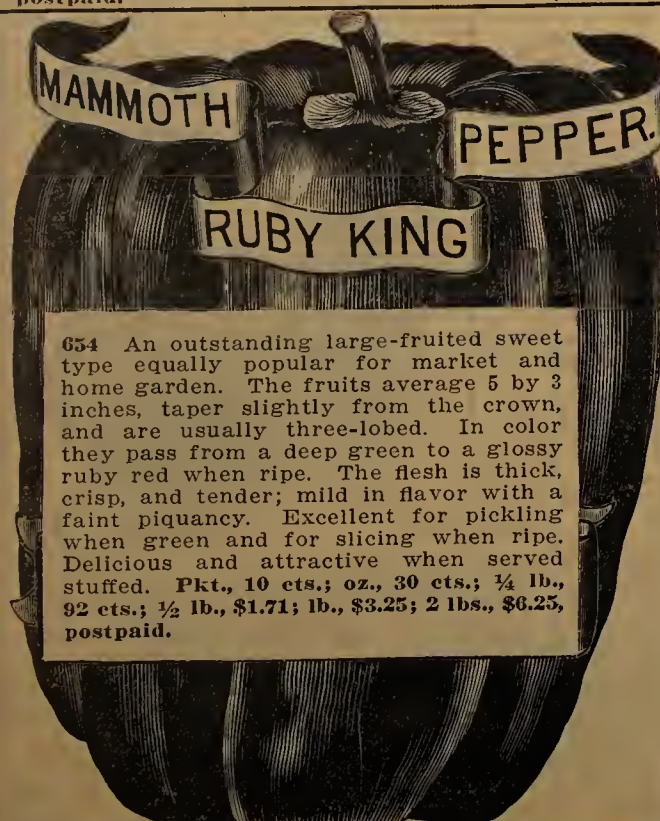 postpaid.
MAMMOTH
PEPPER.
RUBY KING
654 An outstanding large-fruited sweet
type equally popular for market and
home garden. The fruits average 5 by 3
inches, taper slightly from the crown,
and are usually three-lobed. In color
they pass from a deep green to a glossy
ruby red when ripe. The flesh is thick,
crisp, and tender; mild in flavor with a
faint piquancy. Excellent for pickling
when green and for slicing when ripe.
Delicious and attractive when served
stuffed. Pkt., 10 cts.; oz., 30 cts.; ¼ lb.,
92 cts.; ½ lb., $1.71; lb., $3.25; 2 lbs., $6.25,
postpaid.